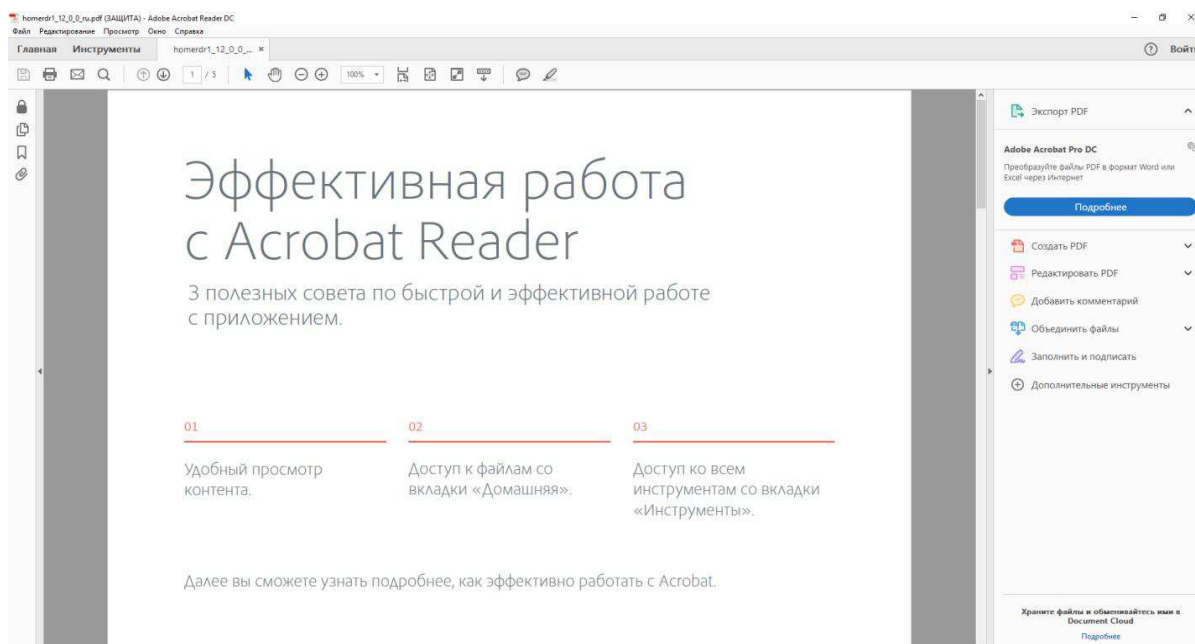 homerdr1_12_0_0_ru.pdf (ЗАЩИТА) - Adobe Acrobat Reader DC
Файл Редактирование Просмотр Окно Справка
Главная Инструменты homerdr1_12_0_0_... × Войти
1 / 5 100%
Экспорт PDF
Adobe Acrobat Pro DC
Преобразуйте файлы PDF в формат Word или
Excel через Интернет
Подробнее
Создать PDF
Редактировать PDF
Добавить комментарий
Объединить файлы
Заполнить и подписать
Дополнительные инструменты
Храните файлы и обменивайтесь ими в
Document Cloud
Подробнее
Эффективная работа
с Acrobat Reader
3 полезных совета по быстрой и эффективной работе
с приложением.
01
Удобный просмотр
контента.
02
Доступ к файлам со
вкладки «Домашняя».
03
Доступ ко всем
инструментам со вкладки
«Инструменты».
Далее вы сможете узнать подробнее, как эффективно работать с Acrobat.